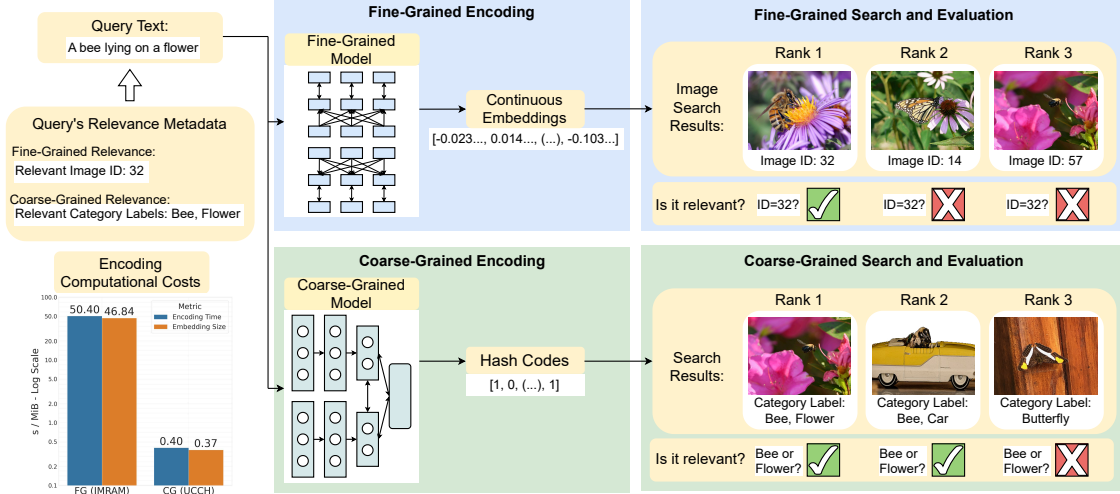 Query Text:
A bee lying on a flower
Query's Relevance Metadata
Fine-Grained Relevance:
Relevant Image ID: 32
Coarse-Grained Relevance:
Relevant Category Labels: Bee, Flower
Encoding
Computational Costs
s / MiB - Log Scale
100.0
50.0
10.0
5.0
1.0
0.5
0.1
50.40
46.84
0.40
0.37
Metric
Encoding Time
Embedding Size
FG (IMRAM)
CG (UCCH)
Fine-Grained Encoding
Fine-Grained
Model
Continuous
Embeddings
[-0.023..., 0.014..., (...), -0.103...]
Fine-Grained Search and Evaluation
Image
Search
Results:
Rank 1
Rank 2
Rank 3
Image ID: 32
Image ID: 14
Image ID: 57
Is it relevant?
ID=32?
ID=32?
ID=32?
Coarse-Grained Encoding
Coarse-Grained
Model
Hash Codes
[1, 0, (...), 1]
Coarse-Grained Search and Evaluation
Search
Results:
Rank 1
Rank 2
Rank 3
Category Label:
Bee, Flower
Category Label:
Bee, Car
Category Label:
Butterfly
Is it relevant?
Bee or
Flower?
Bee or
Flower?
Bee or
Flower?